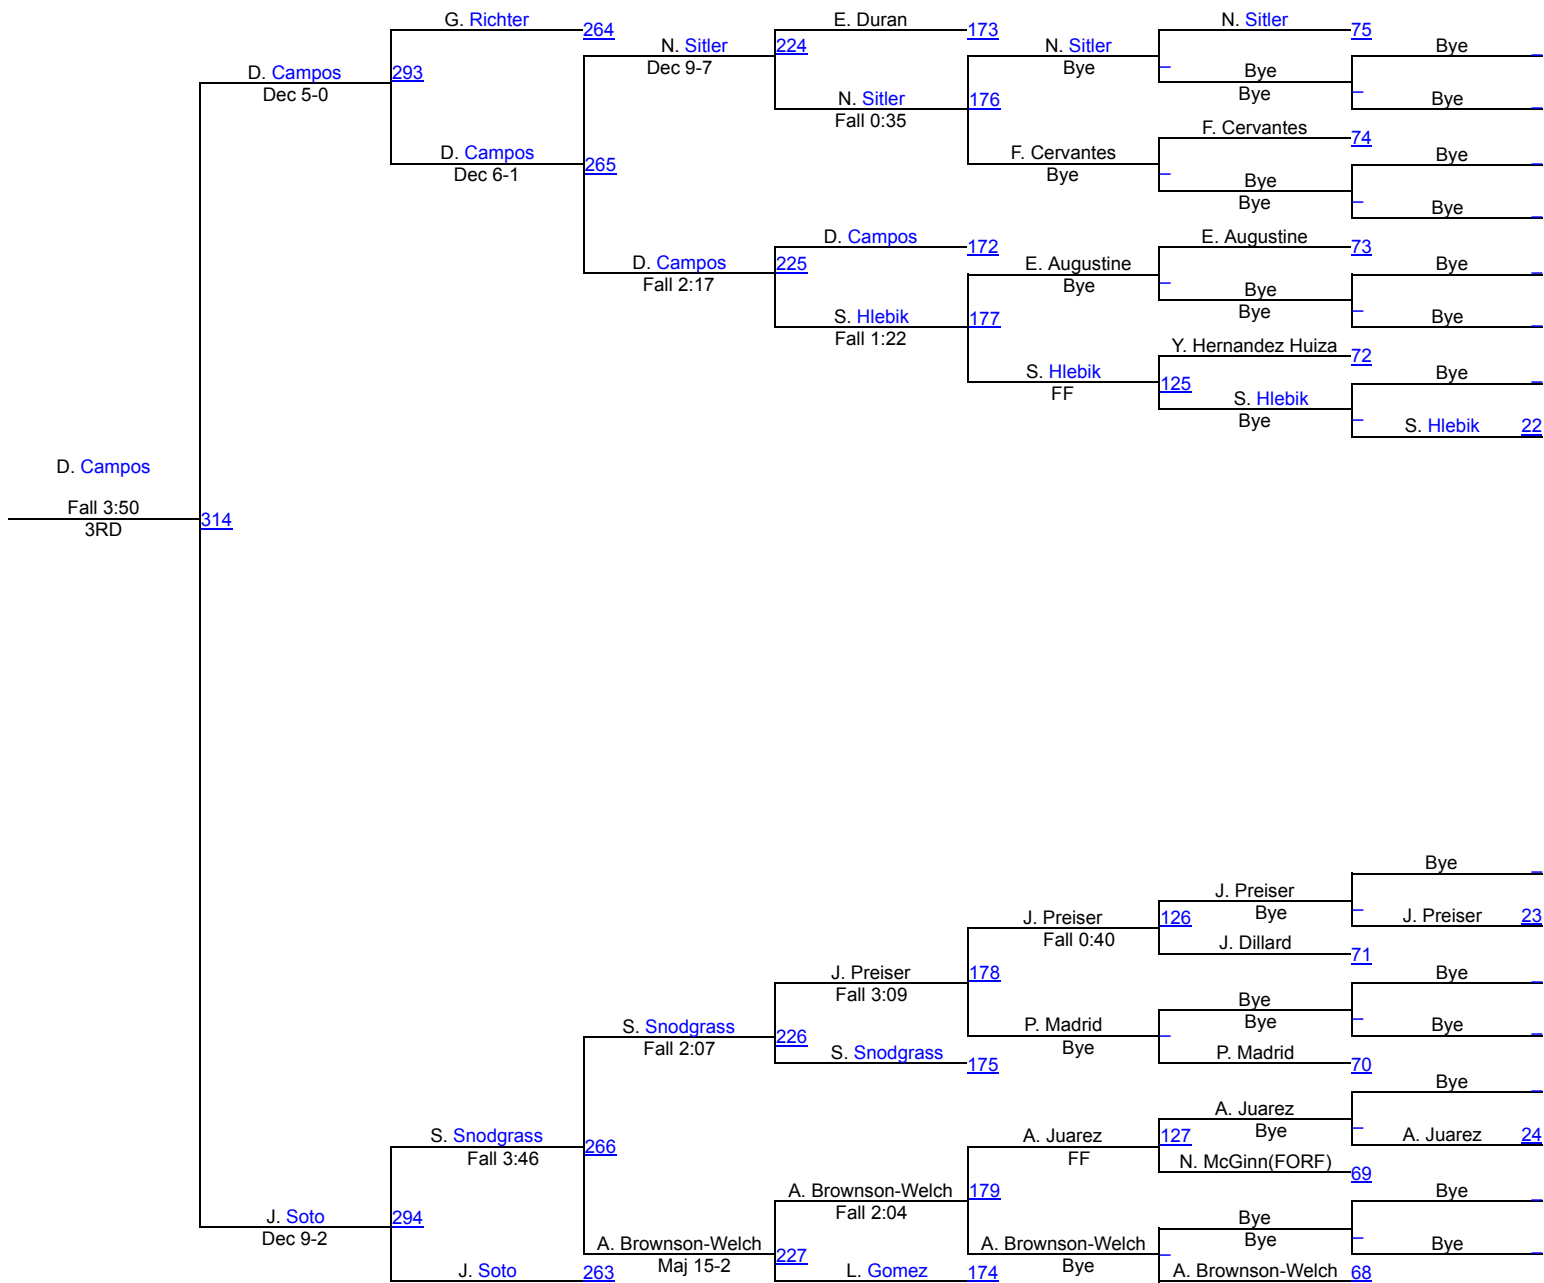 G. Richter
264
D. Campos
Dec 5-0
293
D. Campos
Dec 6-1
265
N. Sitler
Dec 9-7
224
E. Duran
173
N. Sitler
Fall 0:35
176
N. Sitler
Bye
_
N. Sitler
75
Bye
Bye
_
Bye
_
Bye
_
F. Cervantes
Bye
_
F. Cervantes
74
Bye
Bye
_
Bye
_
Bye
_
D. Campos
Fall 2:17
225
D. Campos
172
S. Hlebik
Fall 1:22
177
E. Augustine
Bye
_
E. Augustine
73
Bye
Bye
_
Bye
_
Bye
_
S. Hlebik
FF
125
Y. Hernandez Huiza
72
S. Hlebik
Bye
_
Bye
_
S. Hlebik
22
D. Campos
Fall 3:50
3RD
314
J. Soto
Dec 9-2
294
S. Snodgrass
Fall 3:46
266
S. Snodgrass
Fall 2:07
226
J. Preiser
Fall 3:09
178
J. Preiser
Fall 0:40
126
J. Preiser
Bye
_
Bye
_
J. Preiser
23
J. Dillard
71
P. Madrid
Bye
_
Bye
Bye
_
Bye
_
Bye
_
P. Madrid
70
S. Snodgrass
175
A. Brownson-Welch
Maj 15-2
227
A. Brownson-Welch
Fall 2:04
179
A. Juarez
FF
127
A. Juarez
Bye
_
Bye
_
A. Juarez
24
N. McGinn(FORF)
69
A. Brownson-Welch
Bye
_
Bye
Bye
_
Bye
_
Bye
_
A. Brownson-Welch
68
L. Gomez
174
J. Soto
263